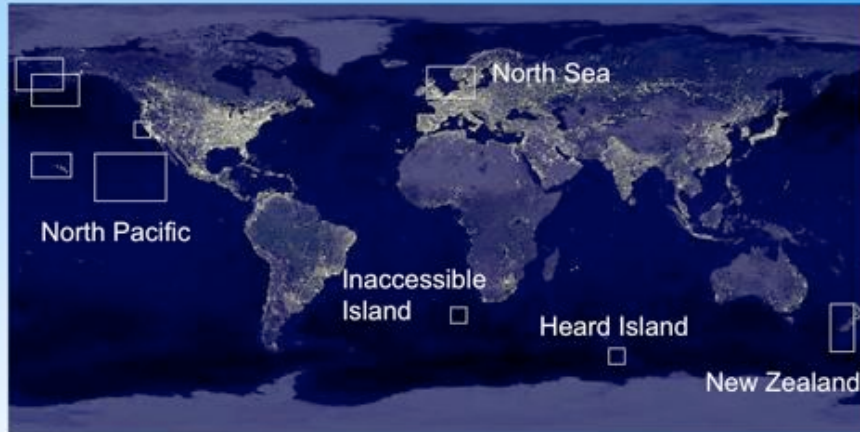 North Sea
North Pacific
Inaccessible
Island
Heard Island
New Zealand